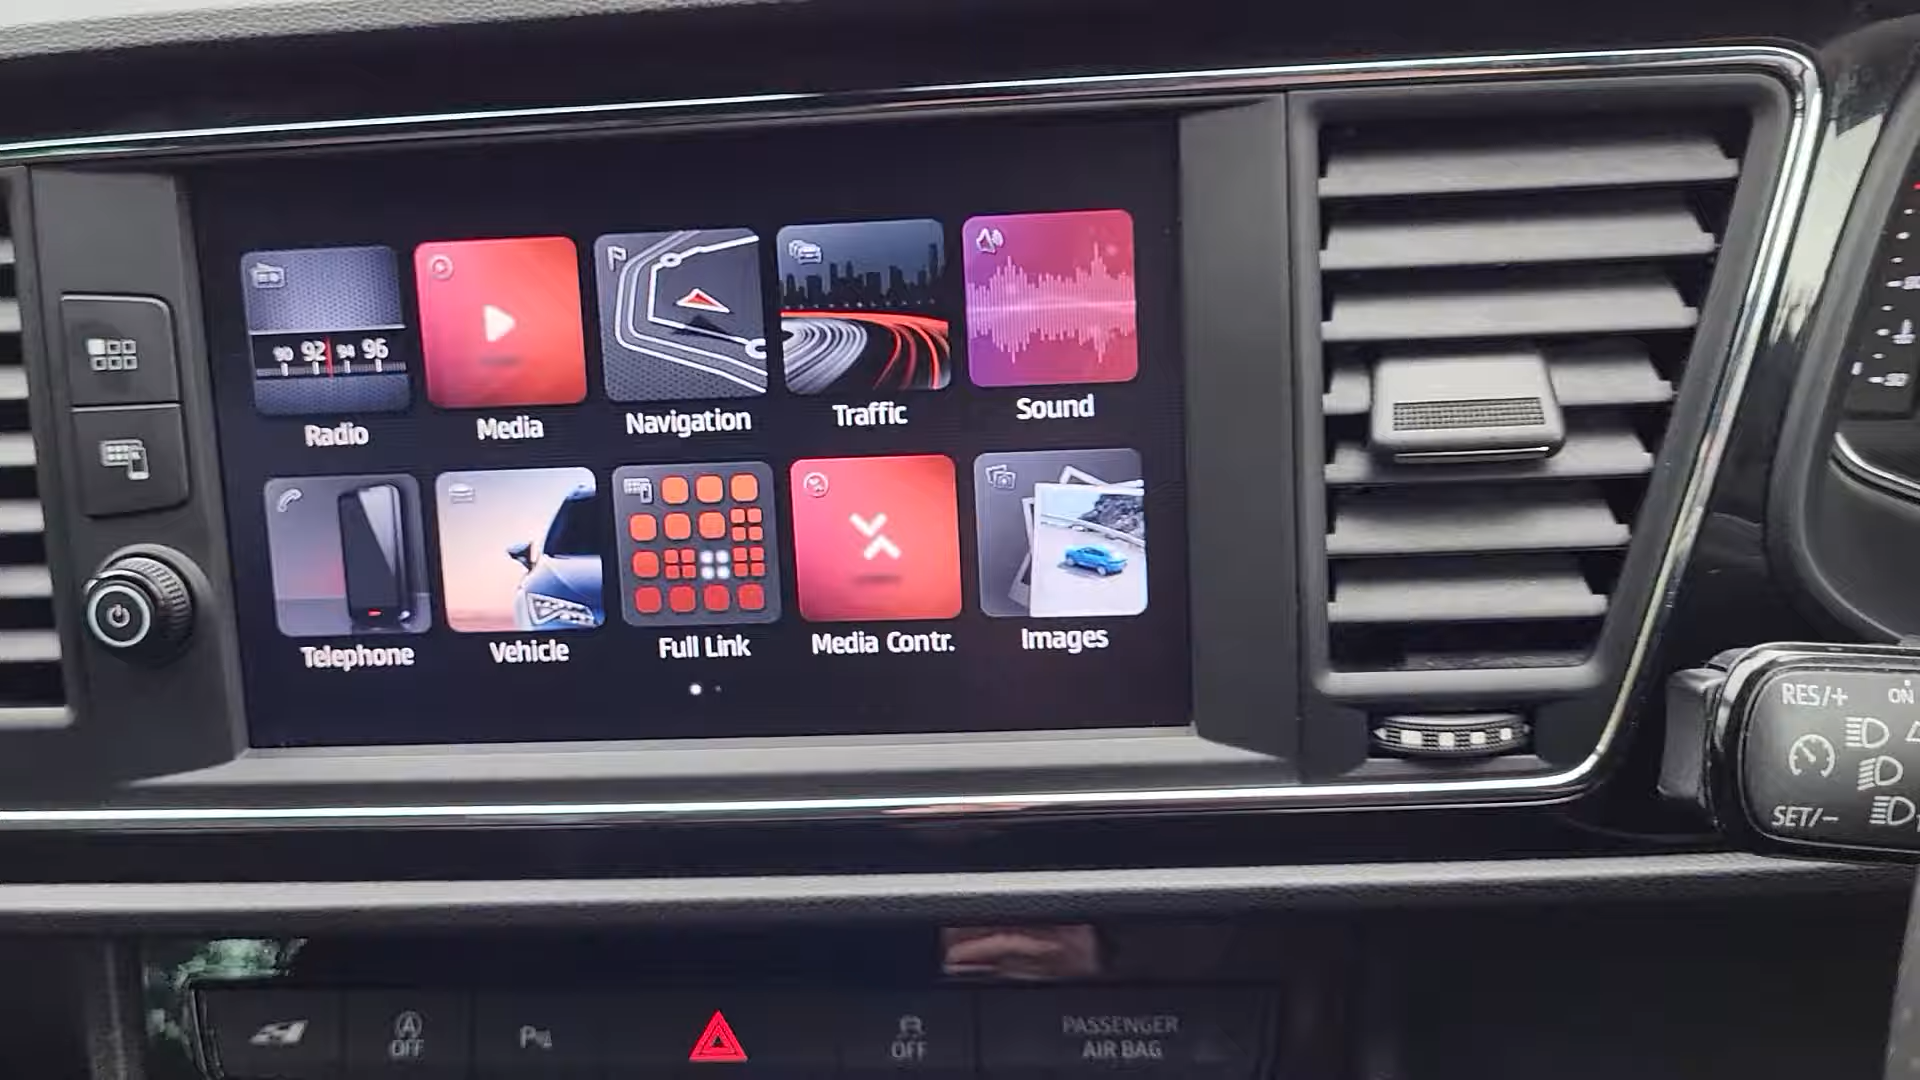 90 92 94 96
Radio
Media
Navigation
Traffic
Sound
Telephone
Vehicle
Full Link
Media Contr.
Images
RES/+
ON
SET/−
A
OFF
P
OFF
PASSENGER
AIR BAG